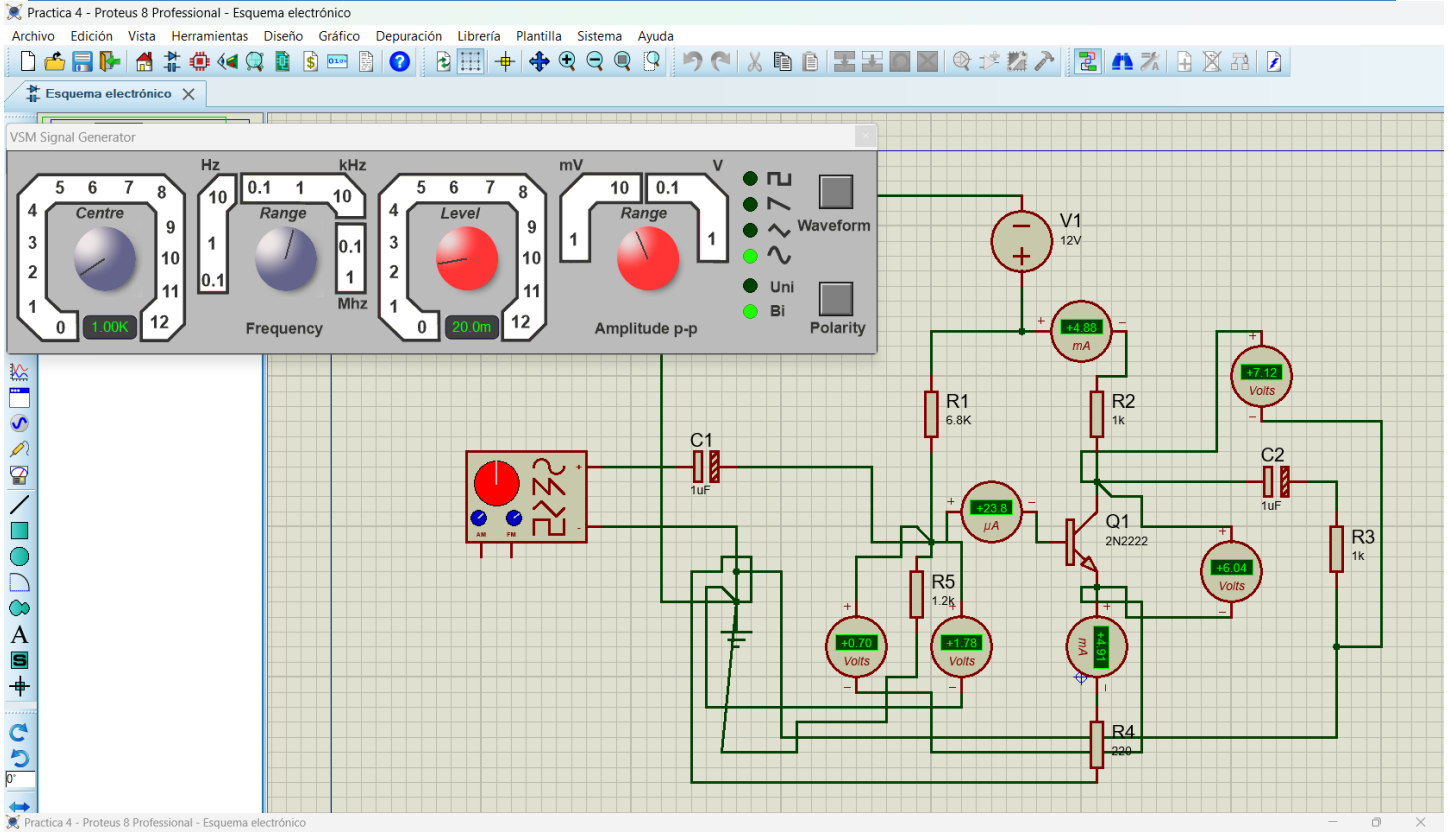 Practica 4 - Proteus 8 Professional - Esquema electrónico
Archivo Edición Vista Herramientas Diseño Gráfico Depuración Librería Plantilla Sistema Ayuda
Esquema electrónico
VSM Signal Generator
Hz kHz mV V
5 6 7 8
4 Centre 9
3 10
2 11
1 0 12
1.00K
10 0.1 1 10
1 Range 0.1
0.1 1
Mhz
Frequency
5 6 7 8
4 Level 9
3 10
2 11
1 0 12
20.0m
10 0.1
Range
1 1
Amplitude p-p
Waveform
Uni
Bi
Polarity
V1
12V
+4.88
mA
+7.12
Volts
R1
6.8K
R2
1k
C1
1uF
C2
1uF
AM FM
+23.8
µA
Q1
2N2222
R3
1k
+6.04
Volts
R5
1.2k
+0.70
Volts
+1.78
Volts
+4.91
mA
R4
220
A
S
0°
Practica 4 - Proteus 8 Professional - Esquema electrónico